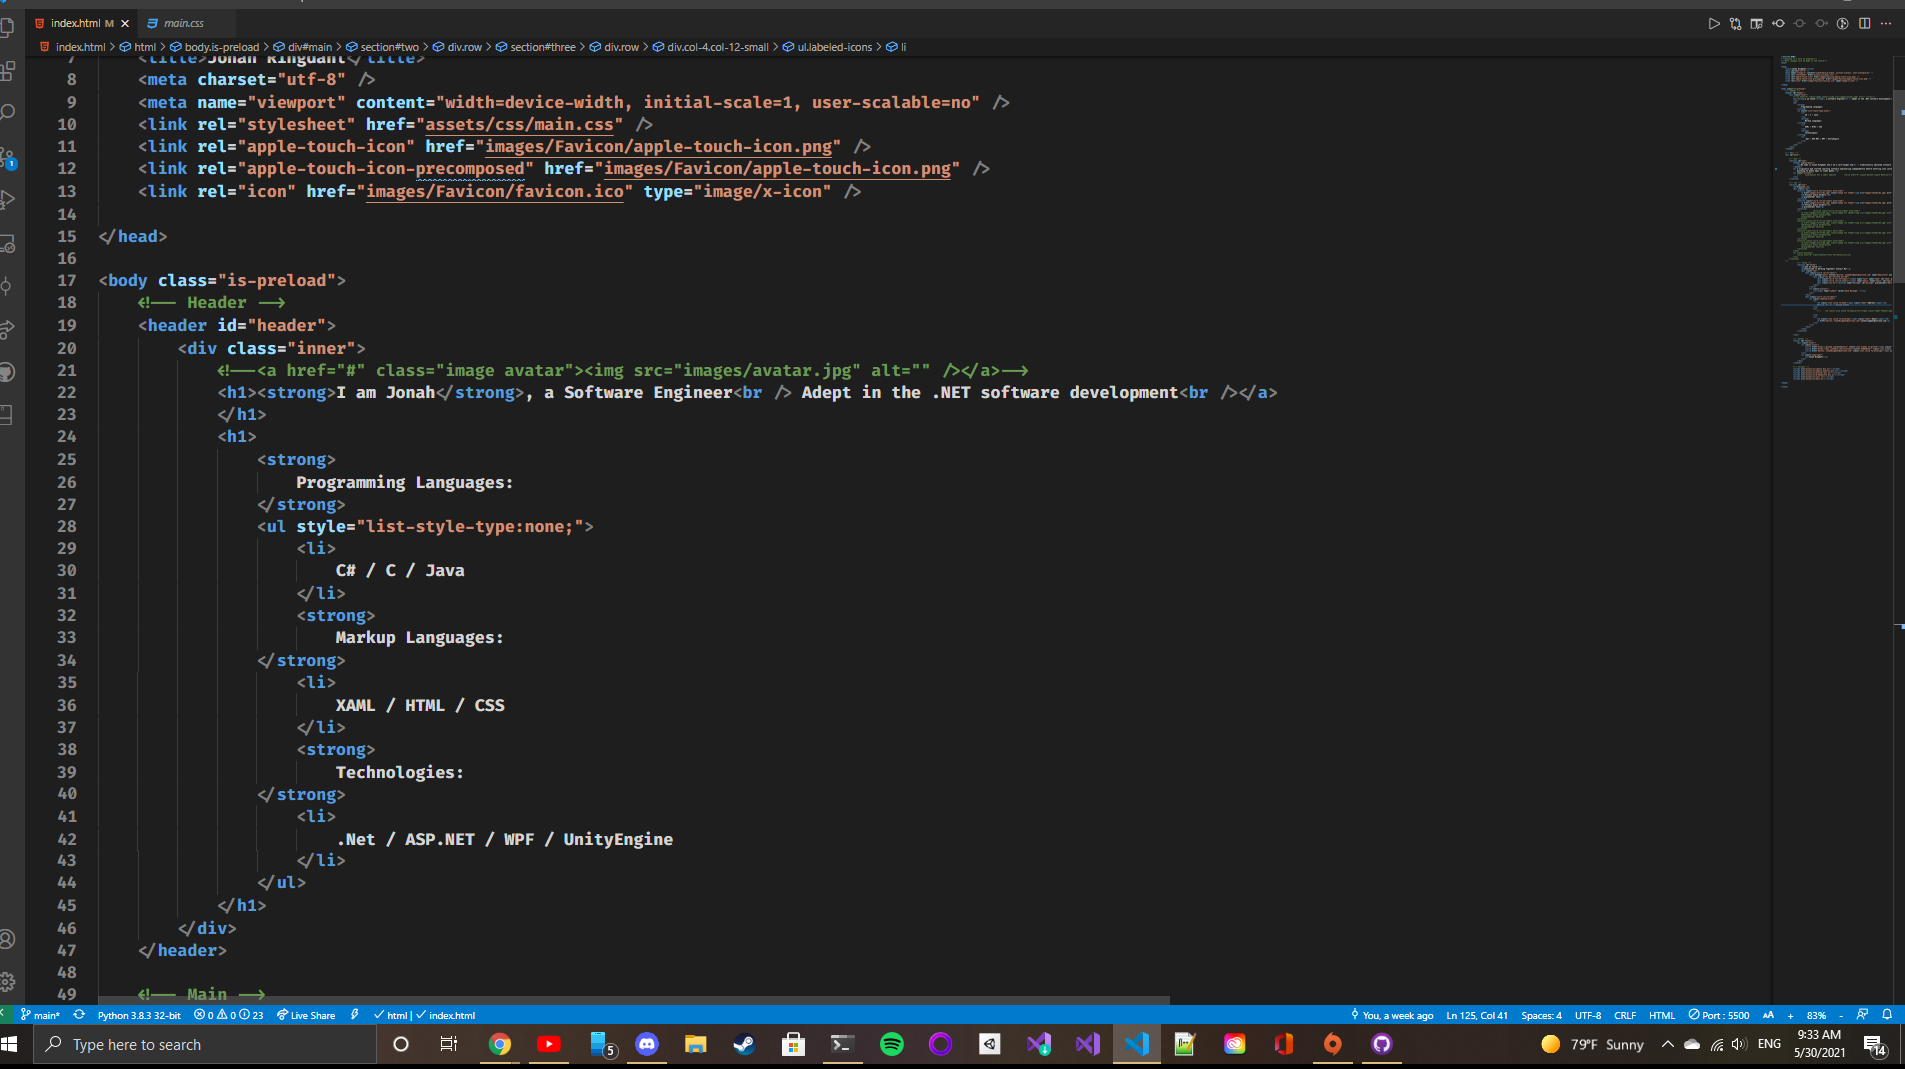 index.html M
main.css
index.html > html > body.is-preload > div#main > section#two > div.row > section#three > div.row > div.col-4.col-12-small > ul.labeled-icons > li
7 <title>Jonah Ringuant</title>
8 <meta charset="utf-8" />
9 <meta name="viewport" content="width=device-width, initial-scale=1, user-scalable=no" />
10 <link rel="stylesheet" href="assets/css/main.css" />
11 <link rel="apple-touch-icon" href="images/Favicon/apple-touch-icon.png" />
12 <link rel="apple-touch-icon-precomposed" href="images/Favicon/apple-touch-icon.png" />
13 <link rel="icon" href="images/Favicon/favicon.ico" type="image/x-icon" />
14
15 </head>
16
17 <body class="is-preload">
18 <!-- Header -->
19 <header id="header">
20 <div class="inner">
21 <!--<a href="#" class="image avatar"><img src="images/avatar.jpg" alt="" /></a>-->
22 <h1><strong>I am Jonah</strong>, a Software Engineer<br /> Adept in the .NET software development<br /></a>
23 </h1>
24 <h1>
25 <strong>
26 Programming Languages:
27 </strong>
28 <ul style="list-style-type:none;">
29 <li>
30 C# / C / Java
31 </li>
32 <strong>
33 Markup Languages:
34 </strong>
35 <li>
36 XAML / HTML / CSS
37 </li>
38 <strong>
39 Technologies:
40 </strong>
41 <li>
42 .Net / ASP.NET / WPF / UnityEngine
43 </li>
44 </ul>
45 </h1>
46 </div>
47 </header>
48
49 <!-- Main -->
main* Python 3.8.3 32-bit 0 0 23 Live Share html | index.html You, a week ago Ln 125, Col 41 Spaces: 4 UTF-8 CRLF HTML Port : 5500 aA + 83% -
Type here to search
5
79°F Sunny
ENG
9:33 AM
5/30/2021
14